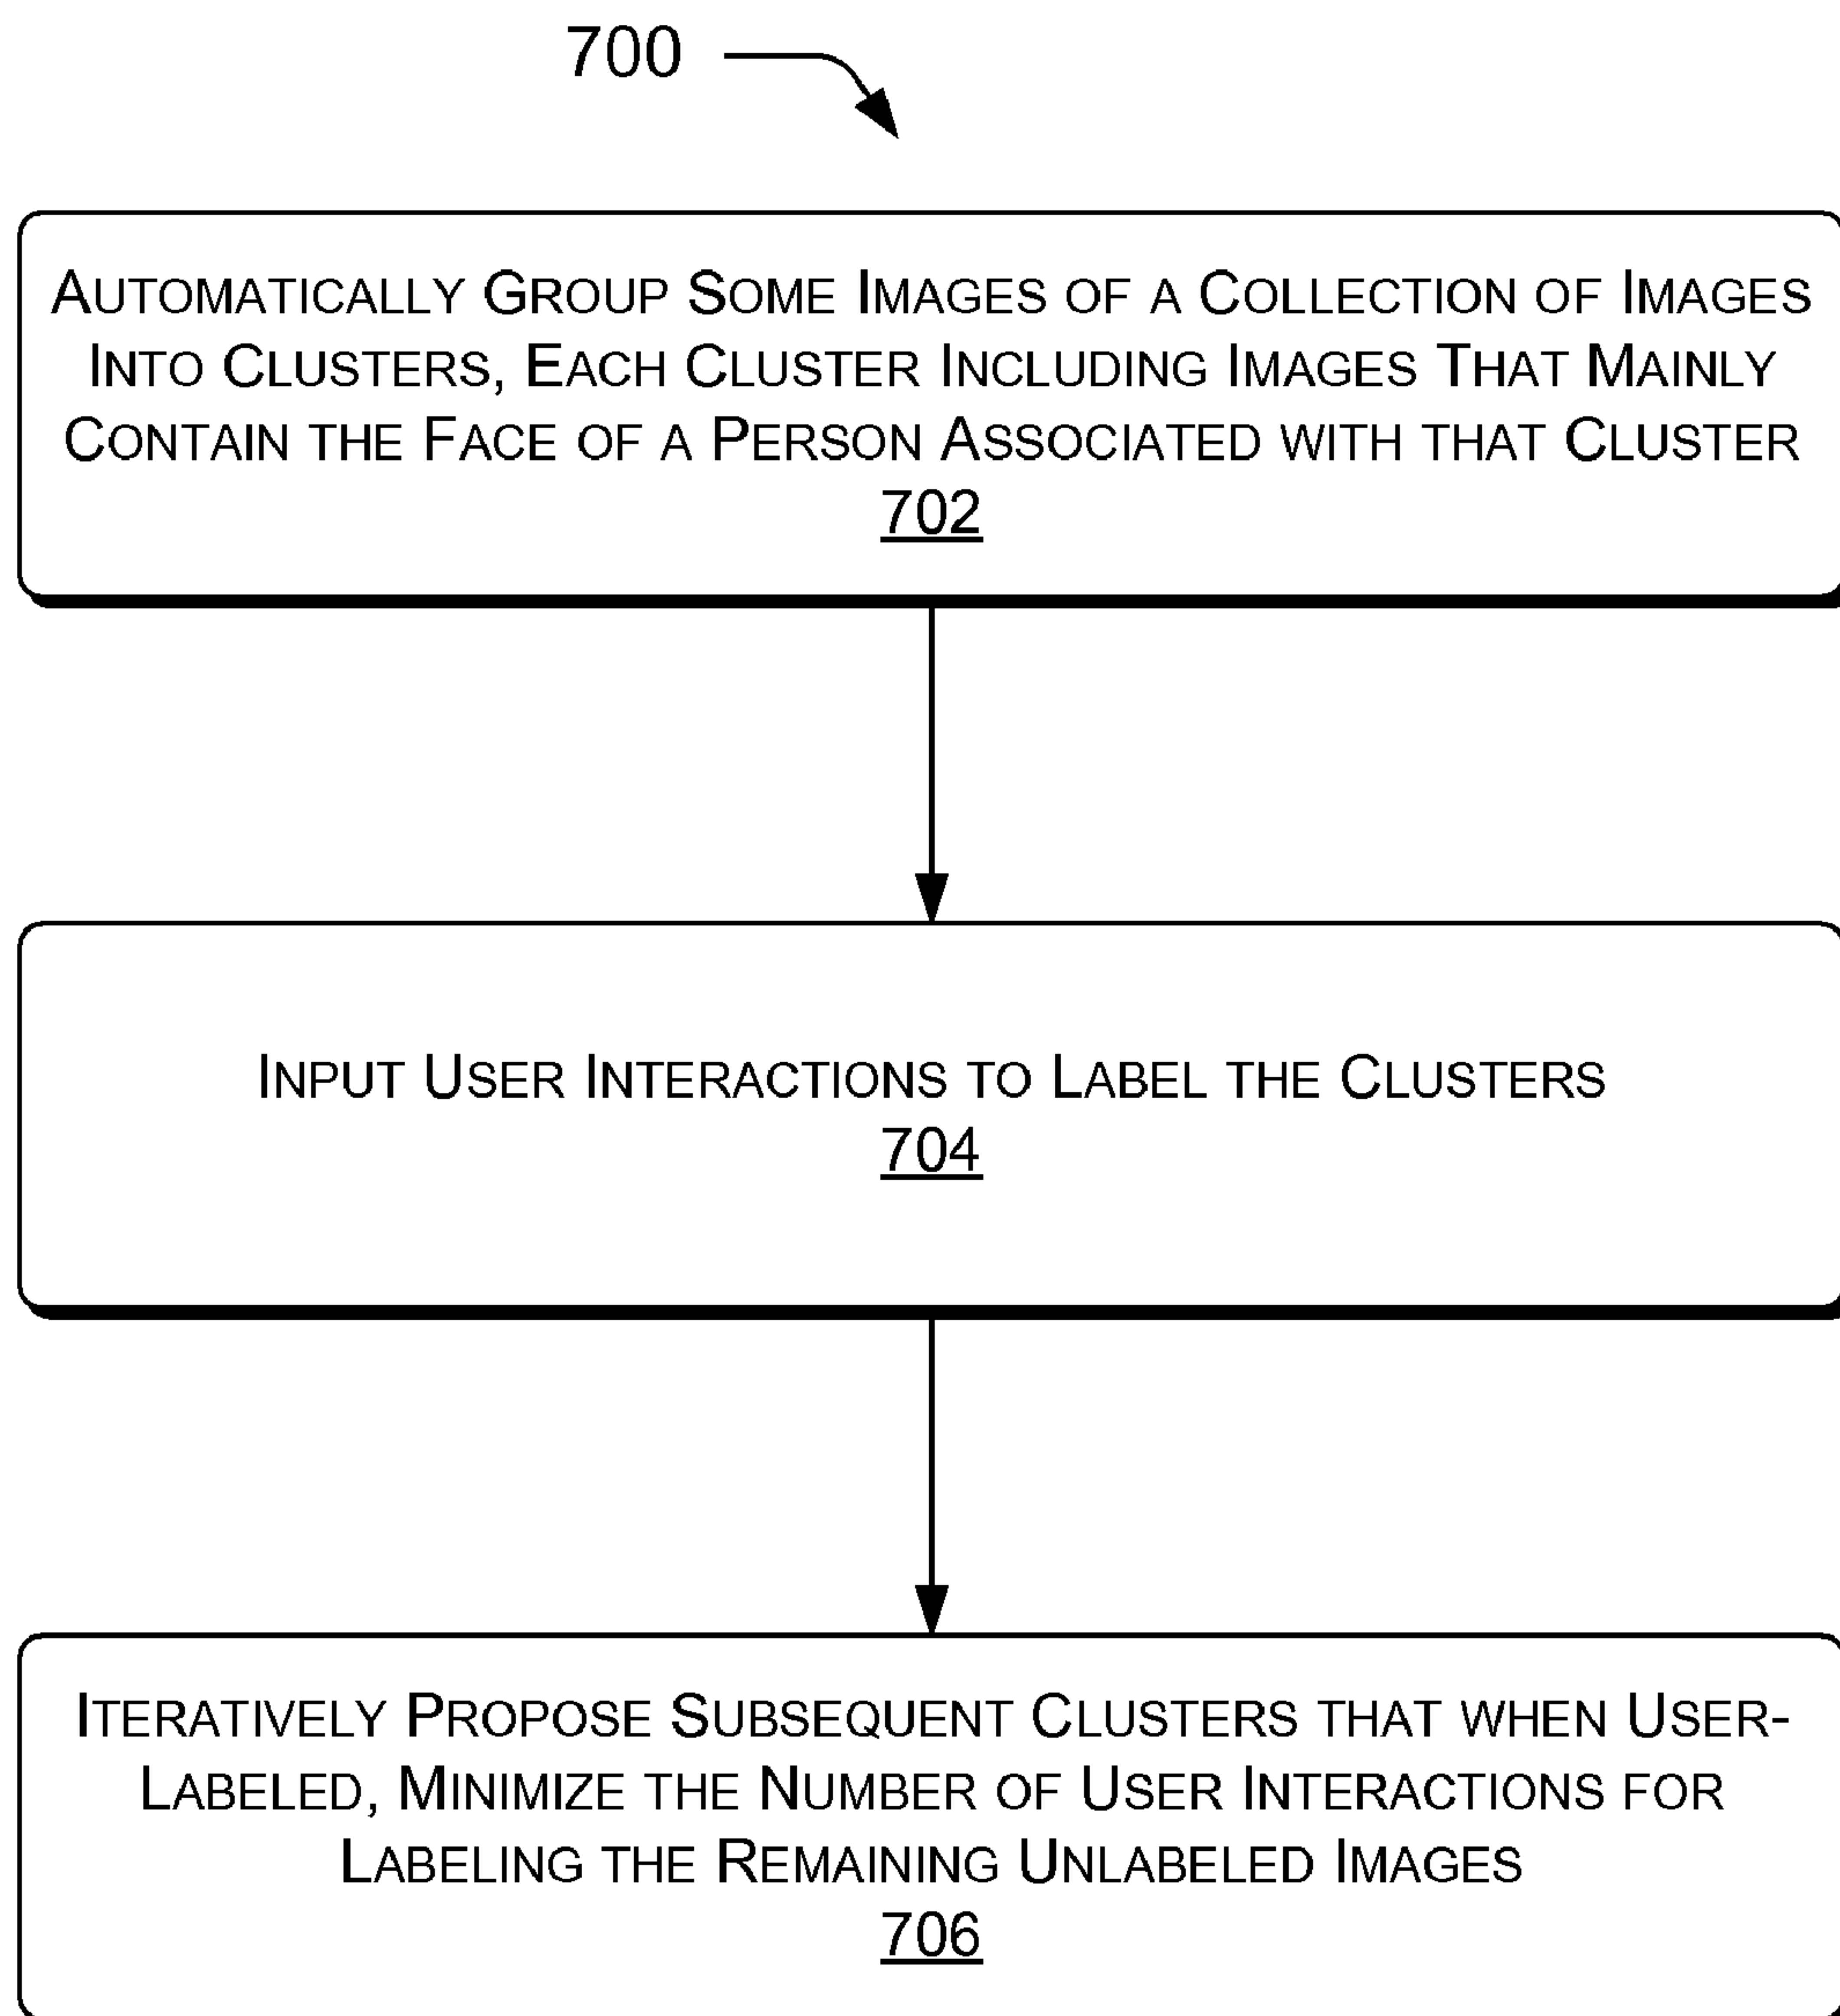 700
AUTOMATICALLY GROUP SOME IMAGES OF A COLLECTION OF IMAGES
INTO CLUSTERS, EACH CLUSTER INCLUDING IMAGES THAT MAINLY
CONTAIN THE FACE OF A PERSON ASSOCIATED WITH THAT CLUSTER
702
INPUT USER INTERACTIONS TO LABEL THE CLUSTERS
704
ITERATIVELY PROPOSE SUBSEQUENT CLUSTERS THAT WHEN USER-
LABELED, MINIMIZE THE NUMBER OF USER INTERACTIONS FOR
LABELING THE REMAINING UNLABELED IMAGES
706